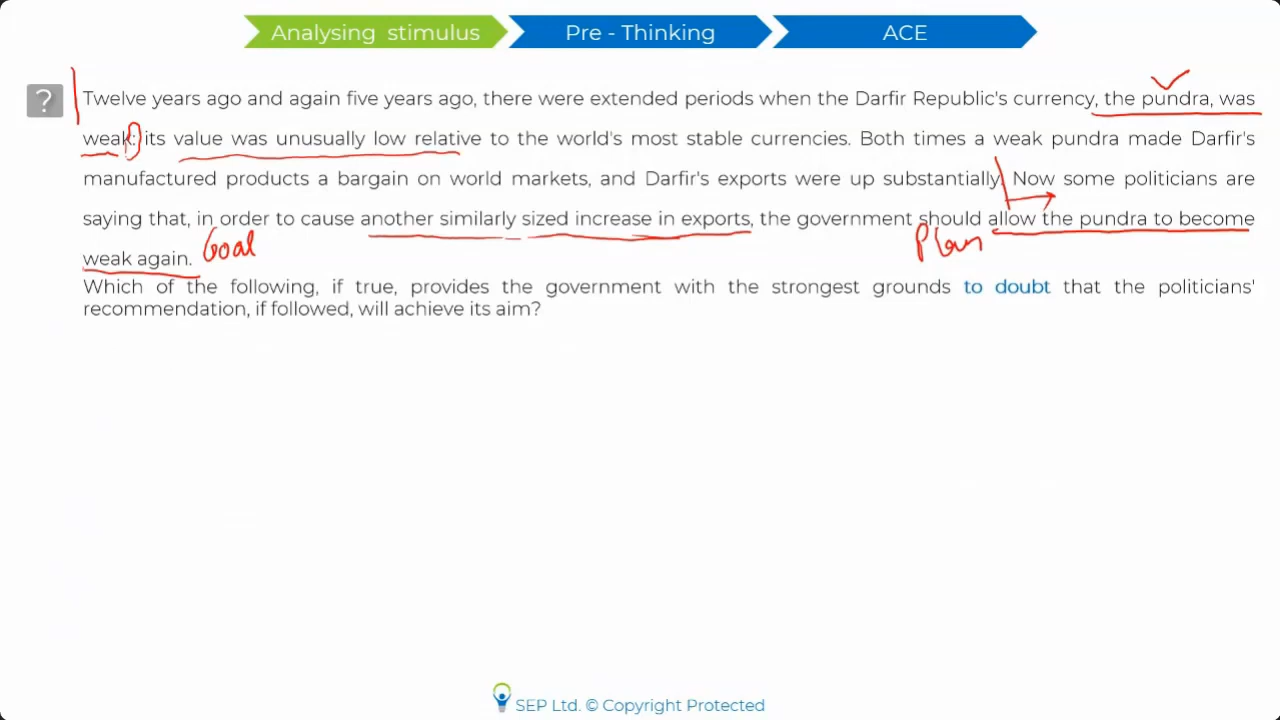 Analysing stimulus
Pre - Thinking
ACE
?
Twelve years ago and again five years ago, there were extended periods when the Darfir Republic's currency, the pundra, was
weak: its value was unusually low relative to the world's most stable currencies. Both times a weak pundra made Darfir's
manufactured products a bargain on world markets, and Darfir's exports were up substantially. Now some politicians are
saying that, in order to cause another similarly sized increase in exports, the government should allow the pundra to become
weak again.
Goal
Plan
Which of the following, if true, provides the government with the strongest grounds to doubt that the politicians'
recommendation, if followed, will achieve its aim?
SEP Ltd. © Copyright Protected